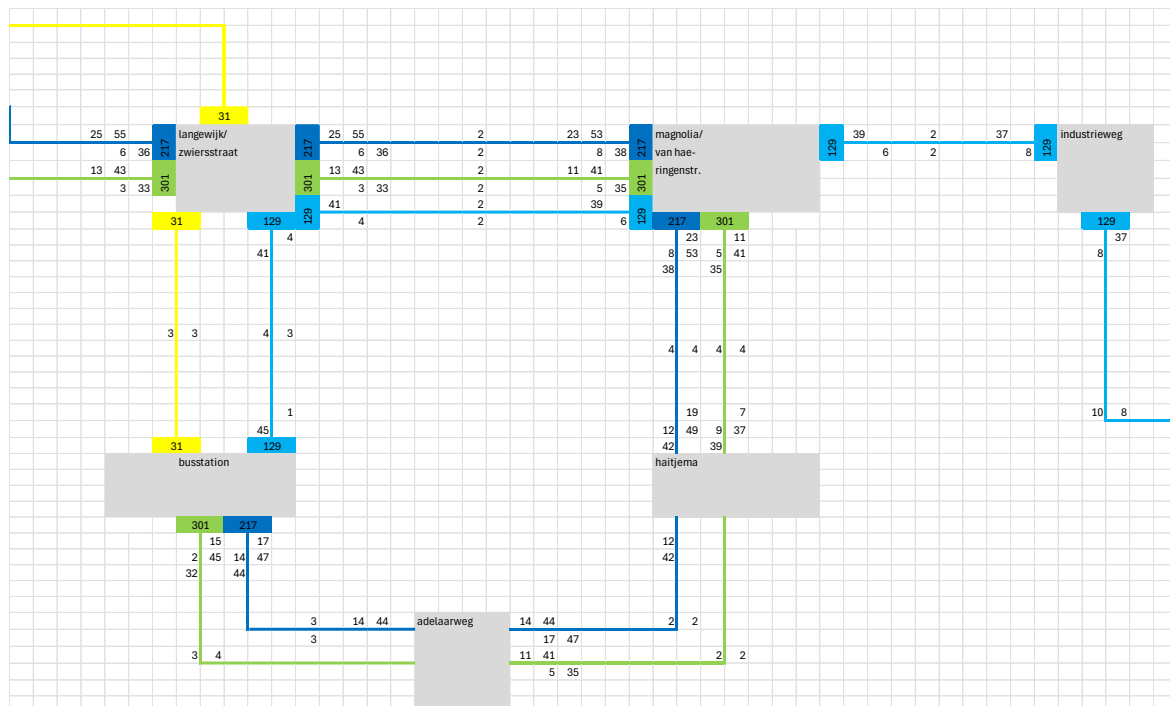 31
25 55 217 langewijk/ 217 25 55 2 23 53 217 magnolia/ 129 39 2 37 129 industrieweg
6 36 zwiersstraat 6 36 2 8 38 van hae- 6 2 8
13 43 301 301 13 43 2 11 41 301 ringenstr.
3 33 3 33 2 5 35
129 41 2 39 129
31 129 4 2 6 217 301 129
4 23 11 37
41 8 53 5 41 8
38 35
3 3 4 3
4 4 4 4
1 19 7 10 8
45 12 49 9 37
31 129 42 39
busstation haitjema
301 217
15 17 12
2 45 14 47 42
32 44
3 14 44 adelaarweg 14 44 2 2
3 17 47
3 4 11 41 2 2
5 35